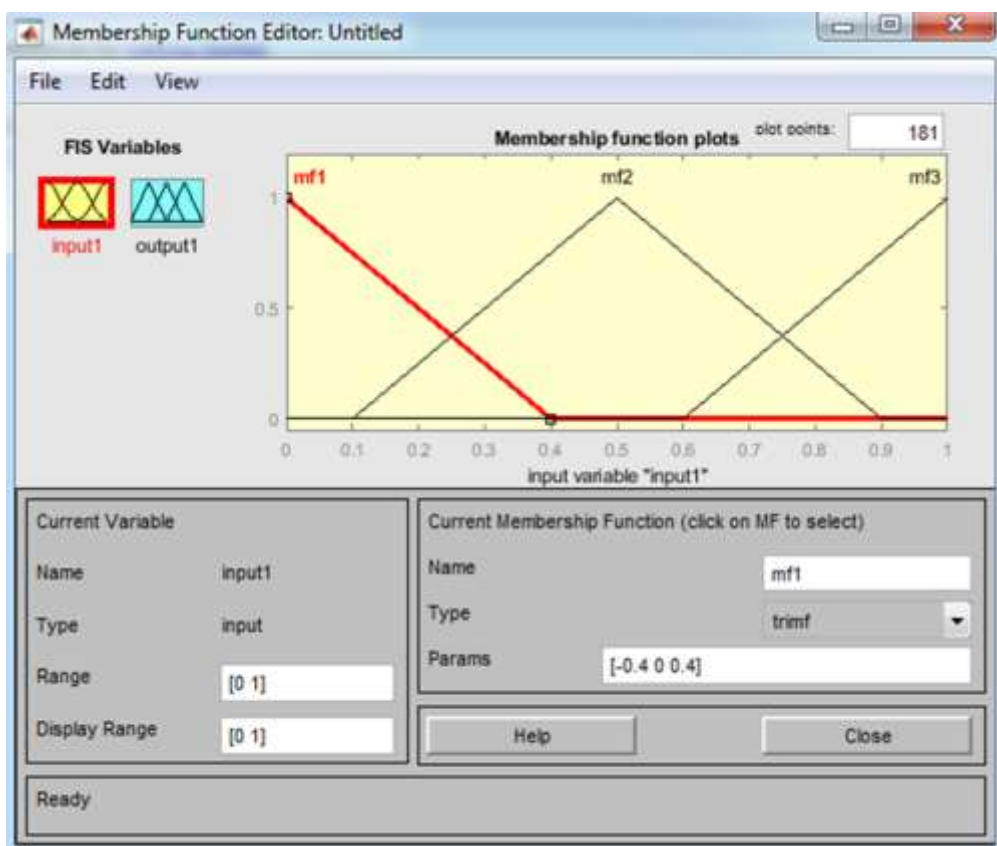 Membership Function Editor: Untitled
File Edit View
FIS Variables
input1 output1
Membership function plots
plot points: 181
mf1 mf2 mf3
1
0.5
0
0 0.1 0.2 0.3 0.4 0.5 0.6 0.7 0.8 0.9 1
input variable "input1"
Current Variable
Name input1
Type input
Range [0 1]
Display Range [0 1]
Current Membership Function (click on MF to select)
Name mf1
Type trimf
Params [-0.4 0 0.4]
Help Close
Ready